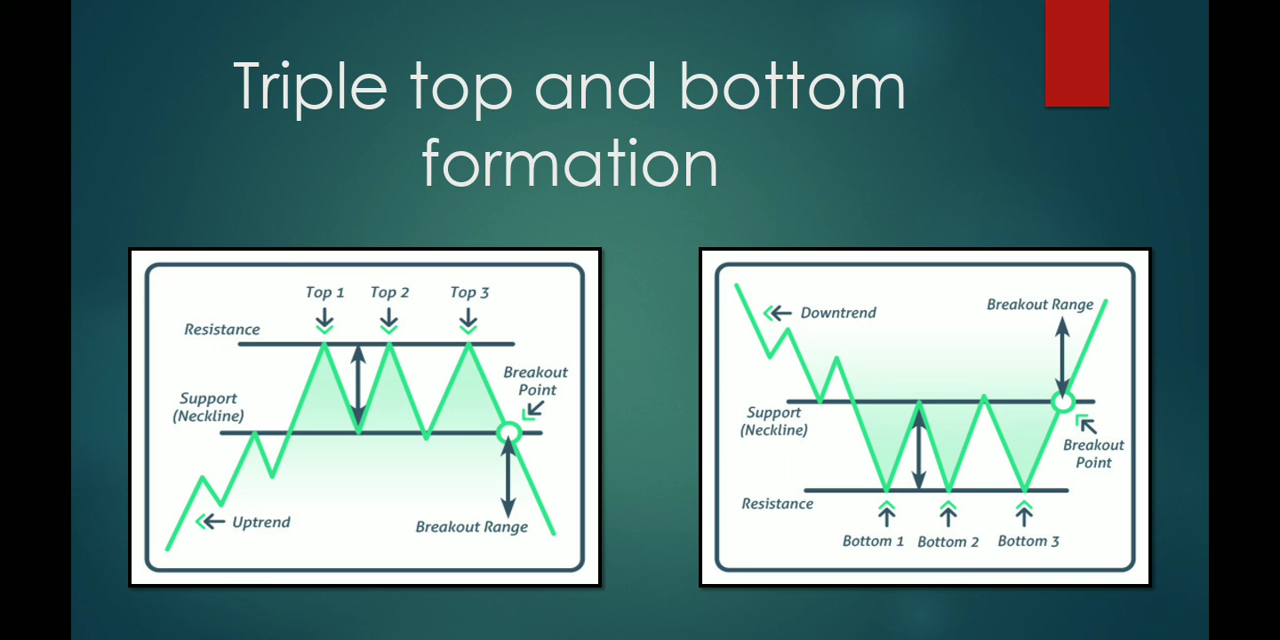 Triple top and bottom
formation
Top 1 Top 2 Top 3
Resistance
Breakout
Point
Support
(Neckline)
Uptrend
Breakout Range
Breakout Range
Downtrend
Support
(Neckline)
Breakout
Point
Resistance
Bottom 1 Bottom 2 Bottom 3